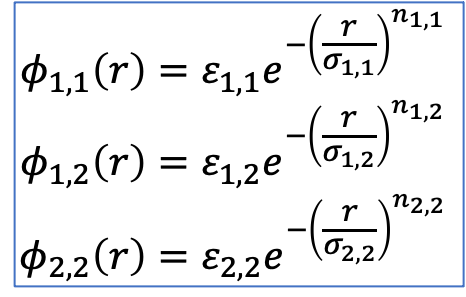 ϕ₁,₁(r) = ε₁,₁e^{−(r/σ₁,₁)^{n₁,₁}}
ϕ₁,₂(r) = ε₁,₂e^{−(r/σ₁,₂)^{n₁,₂}}
ϕ₂,₂(r) = ε₂,₂e^{−(r/σ₂,₂)^{n₂,₂}}